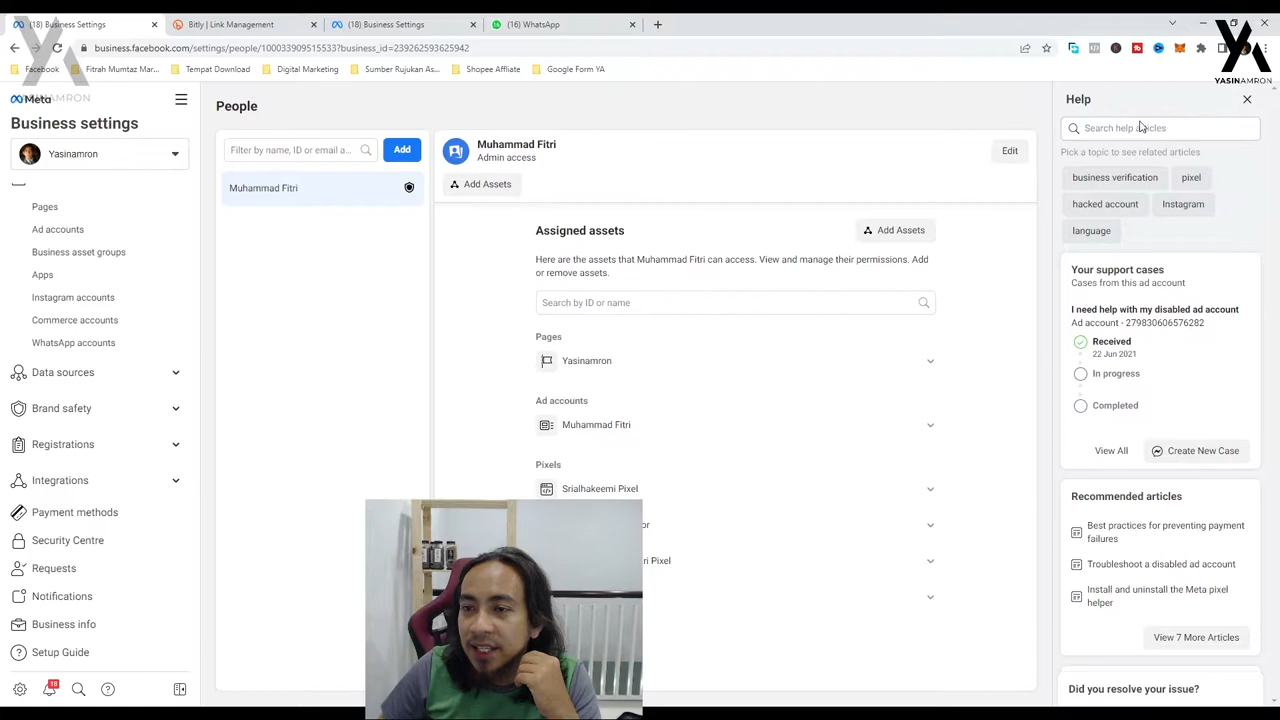 (18) Business Settings
Bitly | Link Management
(18) Business Settings
(16) WhatsApp
business.facebook.com/settings/people/100033909515533?business_id=239262593625942
Facebook
Fitrah Mumtaz Mar...
Tempat Download
Digital Marketing
Sumber Rujukan As...
Shopee Affliate
Google Form YA
YA
YASINAMRON
YASINAMRON
Meta
Business settings
Yasinamron
Pages
Ad accounts
Business asset groups
Apps
Instagram accounts
Commerce accounts
WhatsApp accounts
Data sources
Brand safety
Registrations
Integrations
Payment methods
Security Centre
Requests
Notifications
Business info
Setup Guide
18
People
Filter by name, ID or email a...
Add
Muhammad Fitri
Muhammad Fitri
Admin access
Edit
Add Assets
Assigned assets
Add Assets
Here are the assets that Muhammad Fitri can access. View and manage their permissions. Add
or remove assets.
Search by ID or name
Pages
Yasinamron
Ad accounts
Muhammad Fitri
Pixels
Srialhakeemi Pixel
or
ri Pixel
Help
Search help articles
Pick a topic to see related articles
business verification
pixel
hacked account
Instagram
language
Your support cases
Cases from this ad account
I need help with my disabled ad account
Ad account - 279830606576282
Received
22 Jun 2021
In progress
Completed
View All
Create New Case
Recommended articles
Best practices for preventing payment
failures
Troubleshoot a disabled ad account
Install and uninstall the Meta pixel
helper
View 7 More Articles
Did you resolve your issue?